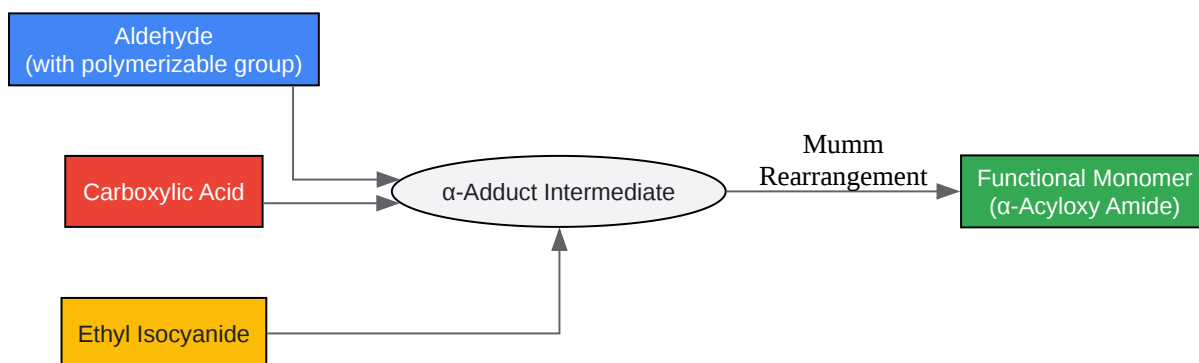 Aldehyde
(with polymerizable group)
Carboxylic Acid
Ethyl Isocyanide
α-Adduct Intermediate
Mumm
Rearrangement
Functional Monomer
(α-Acyloxy Amide)